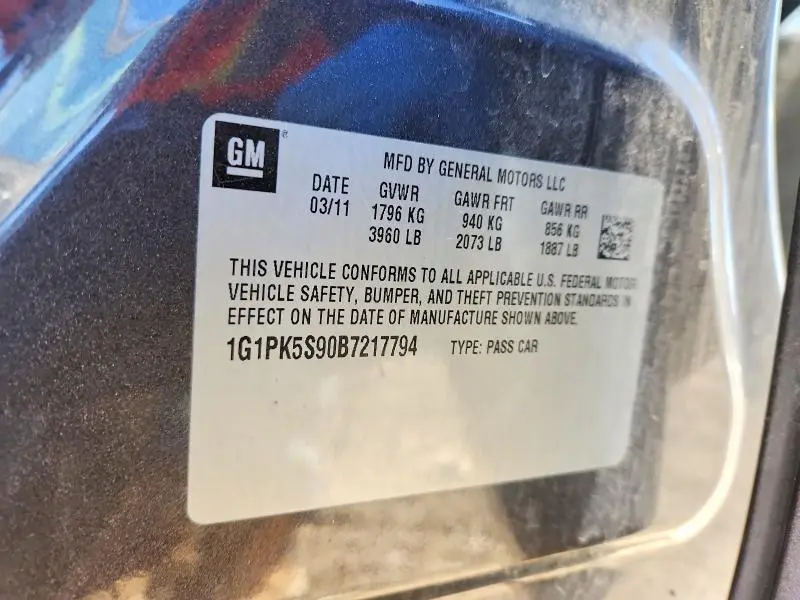 GM®
MFD BY GENERAL MOTORS LLC
DATE GVWR GAWR FRT GAWR RR
03/11 1796 KG 940 KG 856 KG
3960 LB 2073 LB 1887 LB
THIS VEHICLE CONFORMS TO ALL APPLICABLE U.S. FEDERAL MOTOR
VEHICLE SAFETY, BUMPER, AND THEFT PREVENTION STANDARDS IN
EFFECT ON THE DATE OF MANUFACTURE SHOWN ABOVE.
1G1PK5S90B7217794 TYPE: PASS CAR